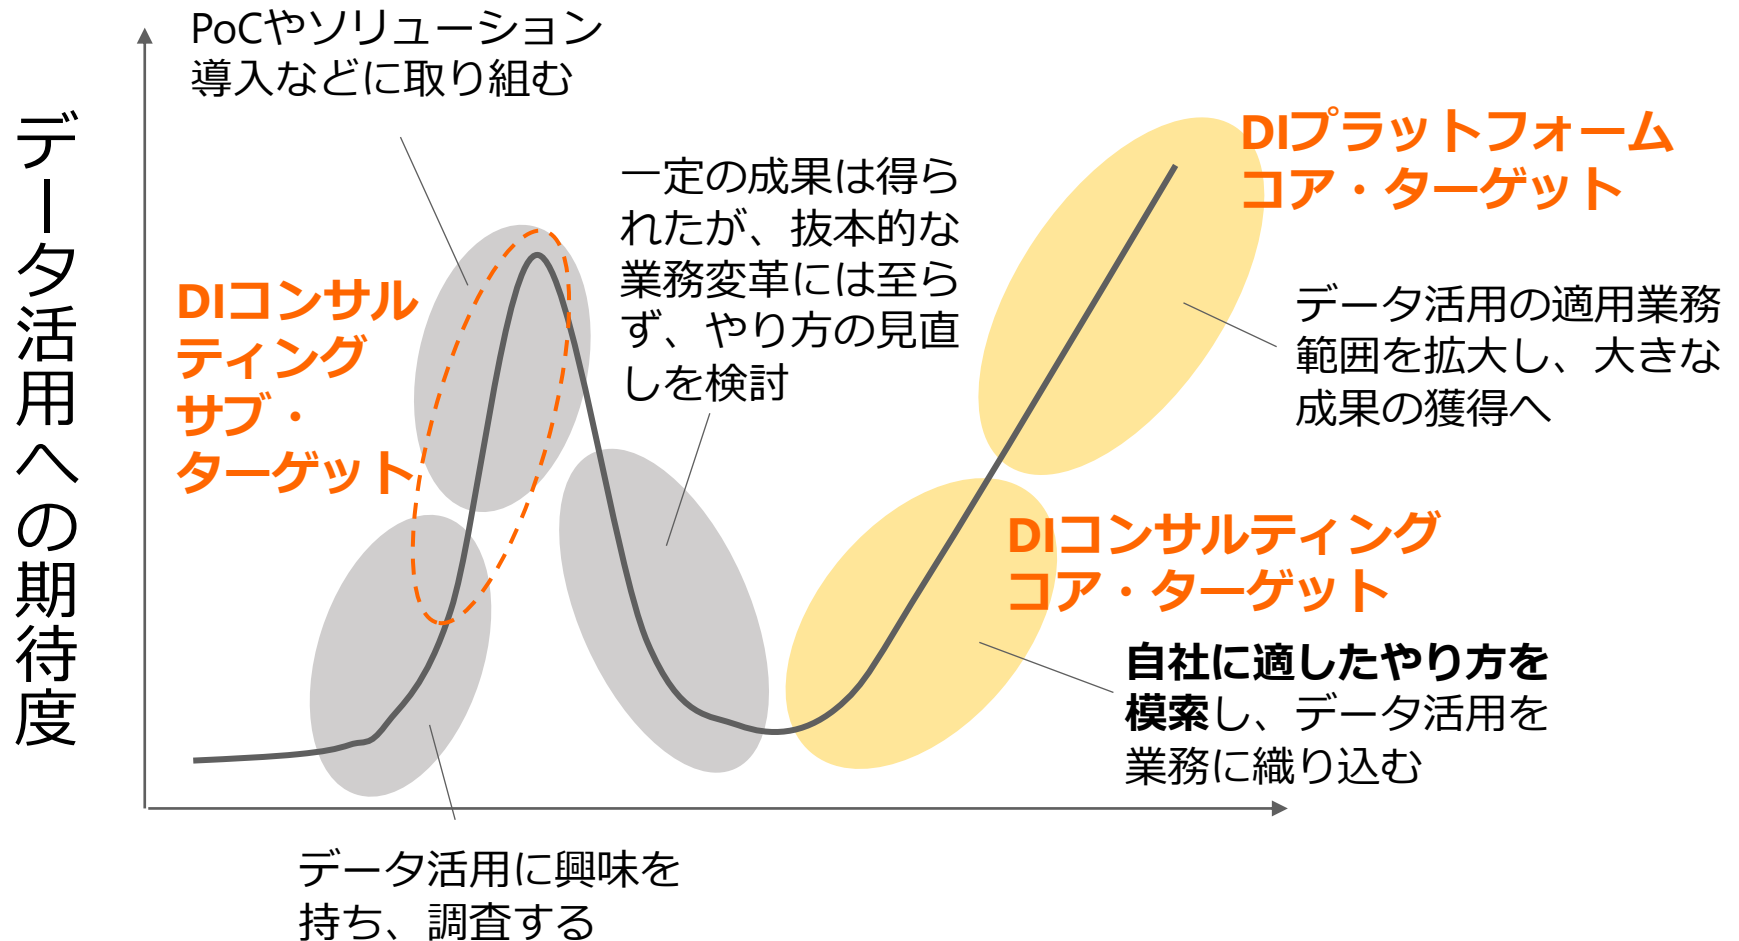 データ活用への期待度
PoCやソリューション
導入などに取り組む
DIコンサル
ティング
サブ・
ターゲット
一定の成果は得ら
れたが、抜本的な
業務変革には至ら
ず、やり方の見直
しを検討
DIプラットフォーム
コア・ターゲット
データ活用の適用業務
範囲を拡大し、大きな
成果の獲得へ
DIコンサルティング
コア・ターゲット
自社に適したやり方を
模索し、データ活用を
業務に織り込む
データ活用に興味を
持ち、調査する